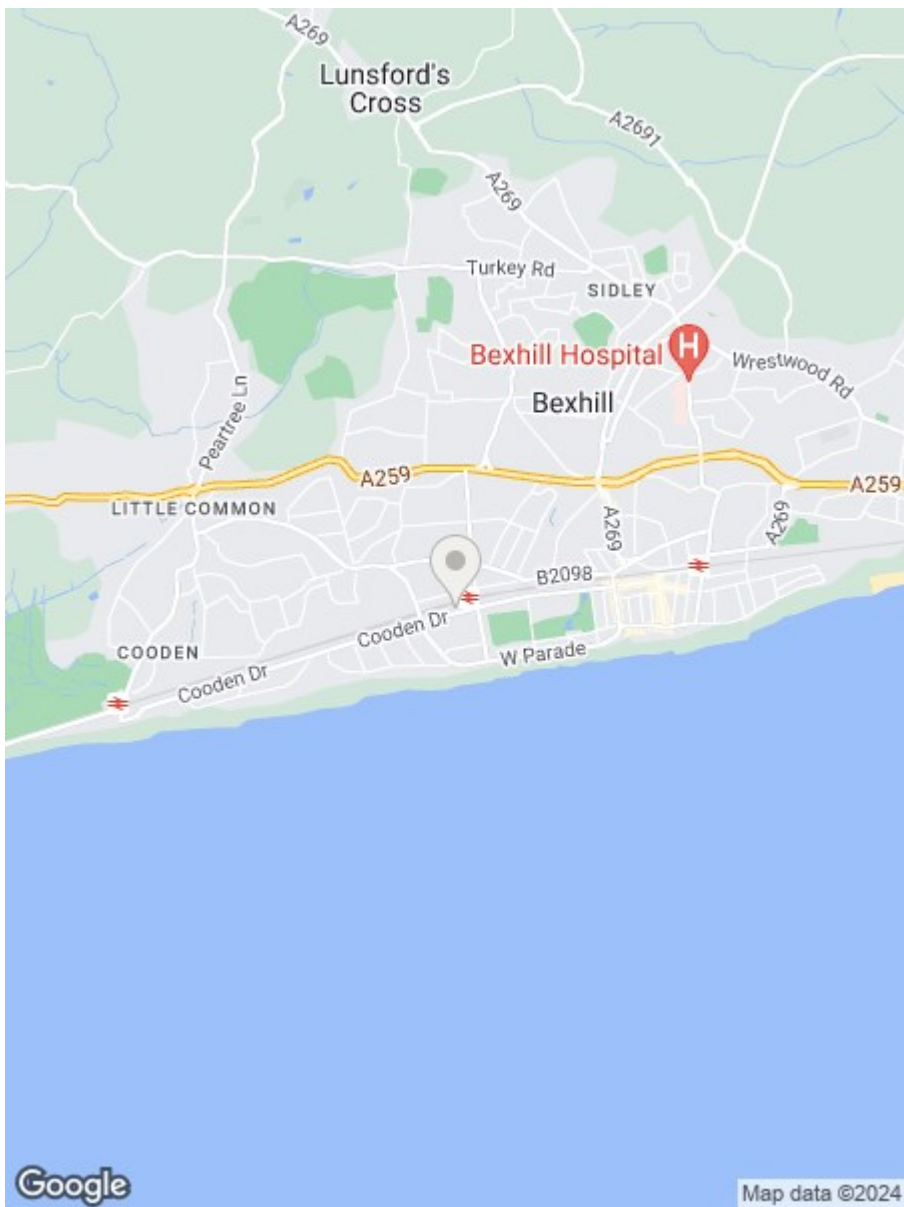 A269
Lunsford's
Cross
A2691
A269
Turkey Rd
SIDLEY
Bexhill Hospital
H
Wrestwood Rd
Bexhill
Peartree Ln
A259
A259
LITTLE COMMON
A269
A269
B2098
Cooden Dr
COODEN
W Parade
Cooden Dr
Google
Map data ©2024